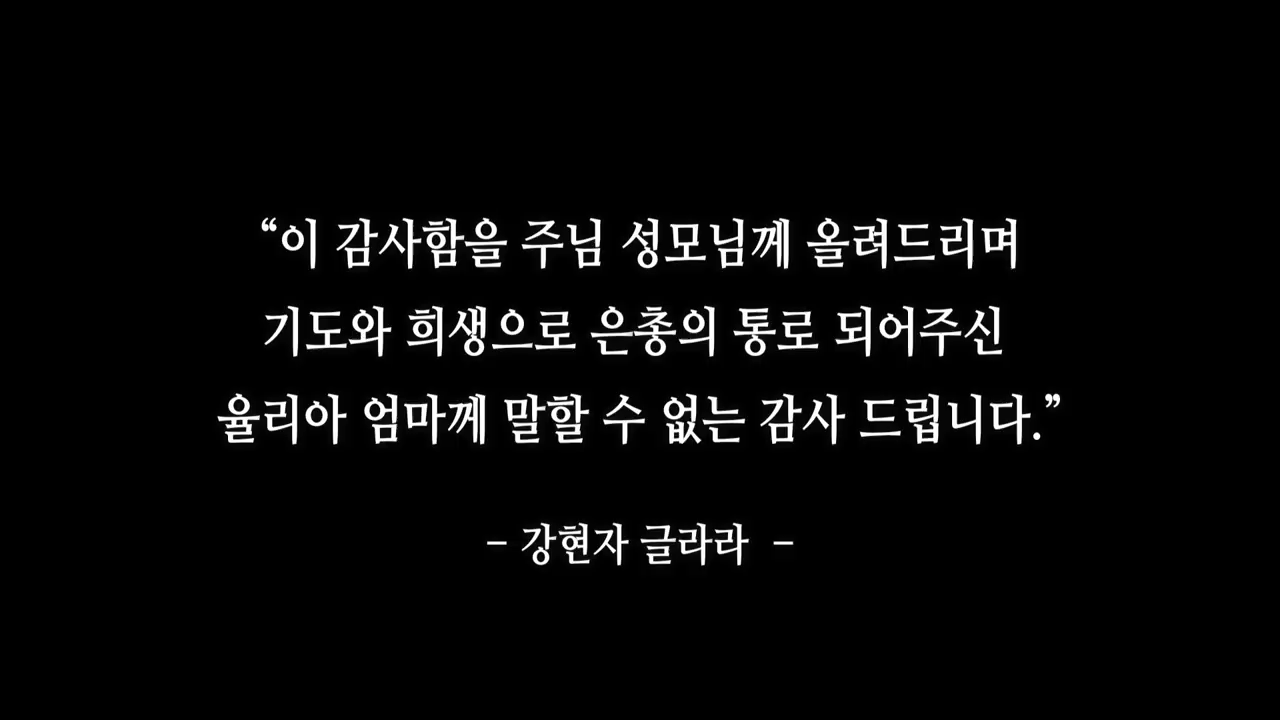 “이 감사함을 주님 성모님께 올려드리며
기도와 희생으로 은총의 통로 되어주신
율리아 엄마께 말할 수 없는 감사 드립니다.”
- 강현자 글라라 -